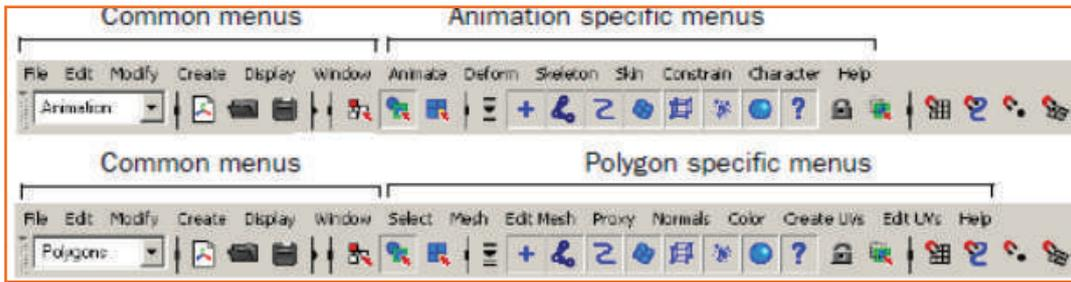 Common menus Animation specific menus
File Edit Modify Create Display Window Animate Deform Skeleton Skin Constrain Character Help
Animation
Common menus Polygon specific menus
File Edit Modify Create Display Window Select Mesh Edit Mesh Proxy Normals Color Create UVs Edit UVs Help
Polygons